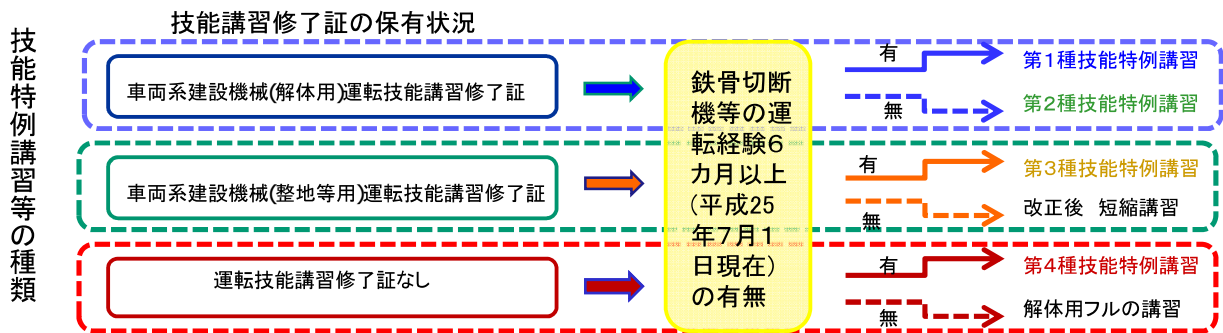 技能特例講習等の種類
技能講習修了証の保有状況
車両系建設機械(解体用)運転技能講習修了証
車両系建設機械(整地等用)運転技能講習修了証
運転技能講習修了証なし
鉄骨切断
機等の運
転経験6
カ月以上
(平成25
年7月1
日現在)
の有無
有
第1種技能特例講習
無
第2種技能特例講習
有
第3種技能特例講習
無
改正後 短縮講習
有
第4種技能特例講習
無
解体用フルの講習